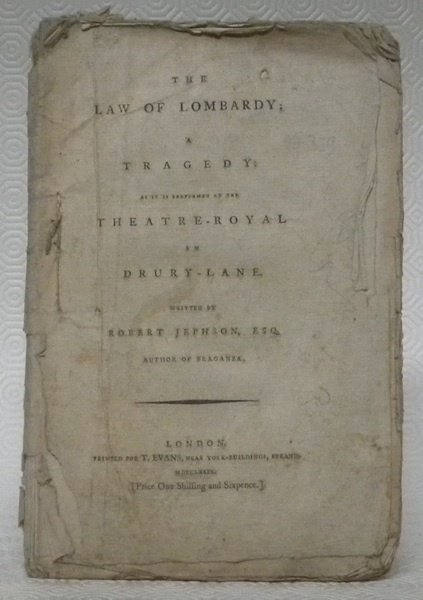 THE
LAW OF LOMBARDY;
A
TRAGEDY:
AS IT IS PERFORMED AT THE
THEATRE-ROYAL
IN
DRURY-LANE.
WRITTEN BY
ROBERT JEPHSON, ESQ.
AUTHOR OF BRAGANZA.
LONDON:
PRINTED FOR T. EVANS, NEAR YORK-BUILDINGS, STRAND.
MDCCLXXIX.
[Price One Shilling and Sixpence.]